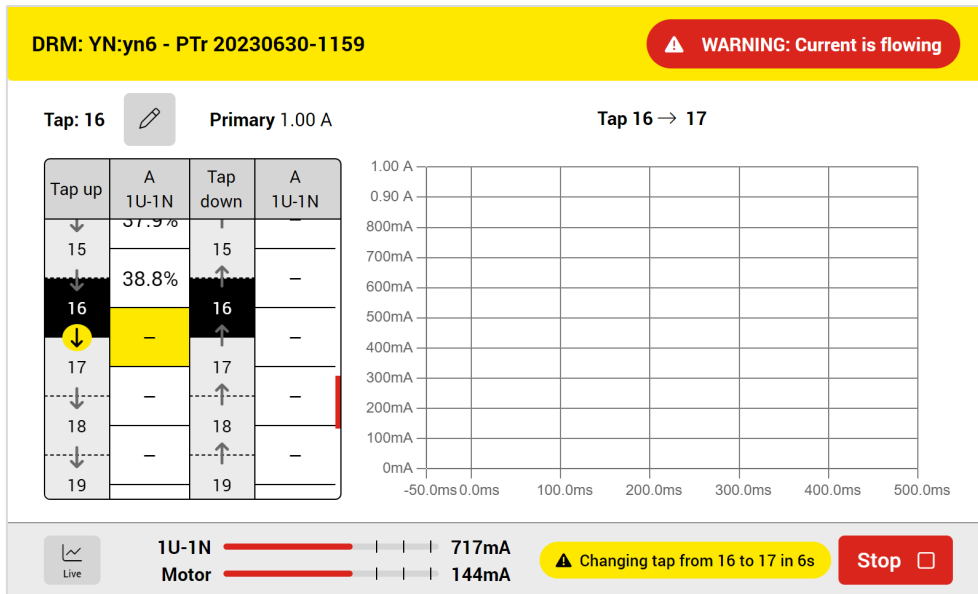 DRM: YN:yn6 - PTr 20230630-1159
WARNING: Current is flowing
Tap: 16
Primary 1.00 A
Tap 16 → 17
Tap up
A
1U-1N
Tap
down
A
1U-1N
37.9%
–
15
15
38.8%
–
16
16
–
–
17
17
–
–
18
18
–
–
19
19
1.00 A
0.90 A
800mA
700mA
600mA
500mA
400mA
300mA
200mA
100mA
0mA
-50.0ms 0.0ms 100.0ms 200.0ms 300.0ms 400.0ms 500.0ms
Live
1U-1N 717mA
Motor 144mA
Changing tap from 16 to 17 in 6s
Stop